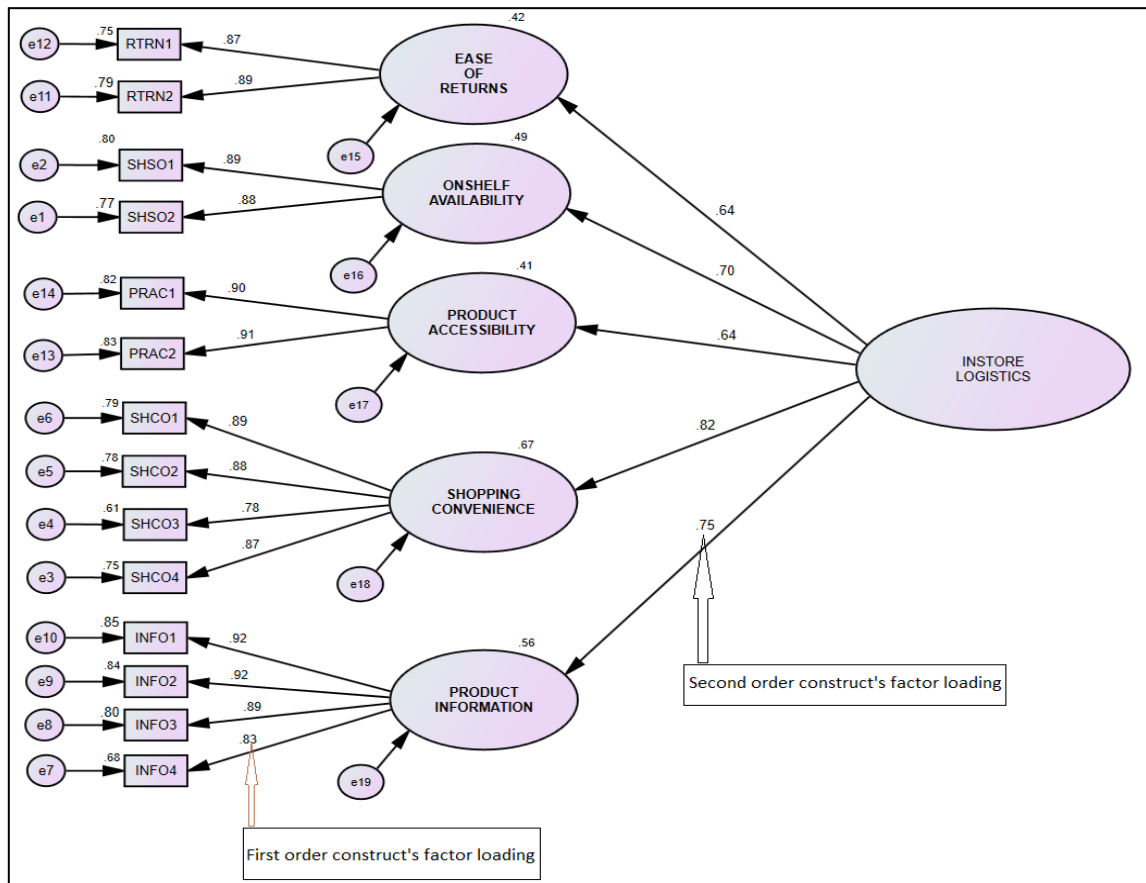 .42
e12
.75
RTRN1
.87
EASE
OF
RETURNS
e11
.79
RTRN2
.89
e15
.49
e2
.80
SHSO1
.89
ONSHELF
AVAILABILITY
e1
.77
SHSO2
.88
e16
.64
.70
.41
e14
.82
PRAC1
.90
PRODUCT
ACCESSIBILITY
e13
.83
PRAC2
.91
e17
.64
INSTORE
LOGISTICS
e6
.79
SHCO1
.89
.67
.82
e5
.78
SHCO2
.88
SHOPPING
CONVENIENCE
e4
.61
SHCO3
.78
e3
.75
SHCO4
.87
e18
.75
e10
.85
INFO1
.92
.56
e9
.84
INFO2
.92
PRODUCT
INFORMATION
e8
.80
INFO3
.89
e7
.68
INFO4
.83
e19
Second order construct's factor loading
First order construct's factor loading